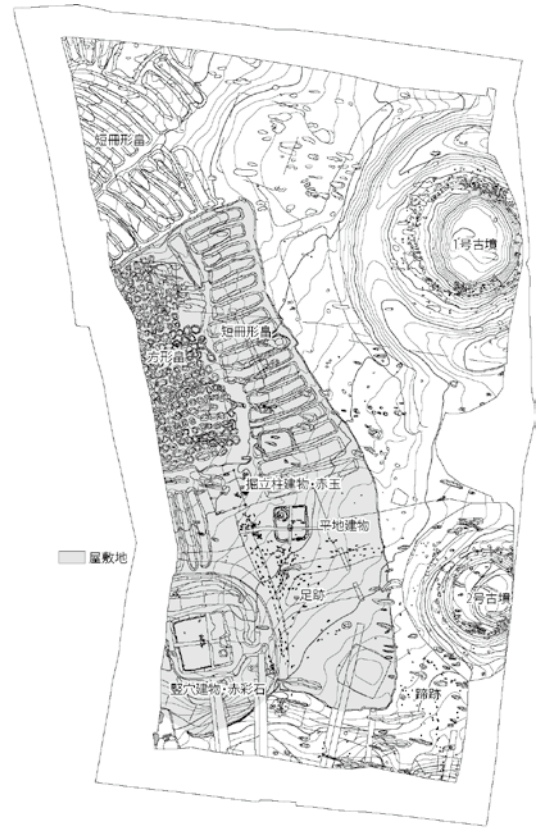 短冊形畠
1号古墳
短冊形畠
方形畠
掘立柱建物・赤玉
平地建物
屋敷地
足跡
2号古墳
竪穴建物・赤彩石
蹄跡